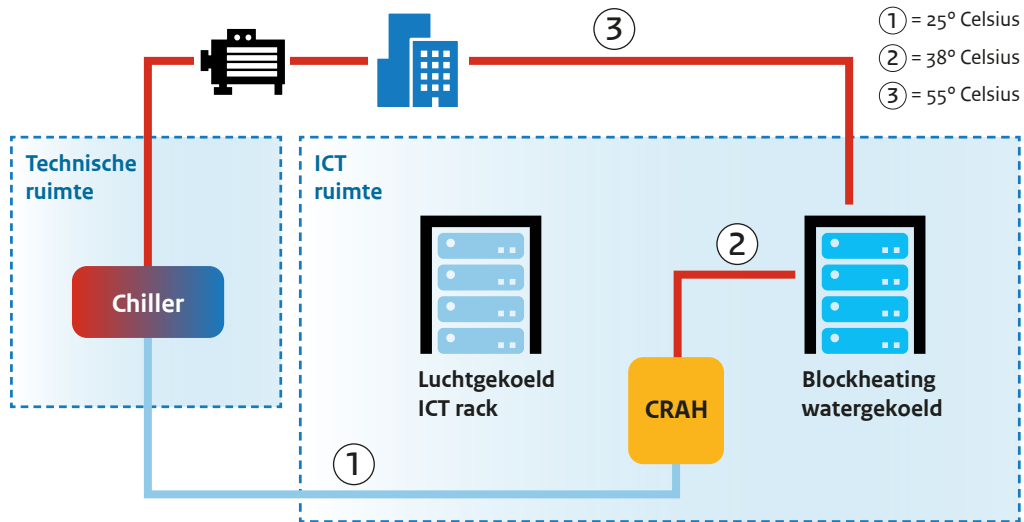 ③
① = 25° Celsius
② = 38° Celsius
③ = 55° Celsius
Technische
ruimte
ICT
ruimte
②
Chiller
Luchtgekoeld
ICT rack
CRAH
Blockheating
watergekoeld
①